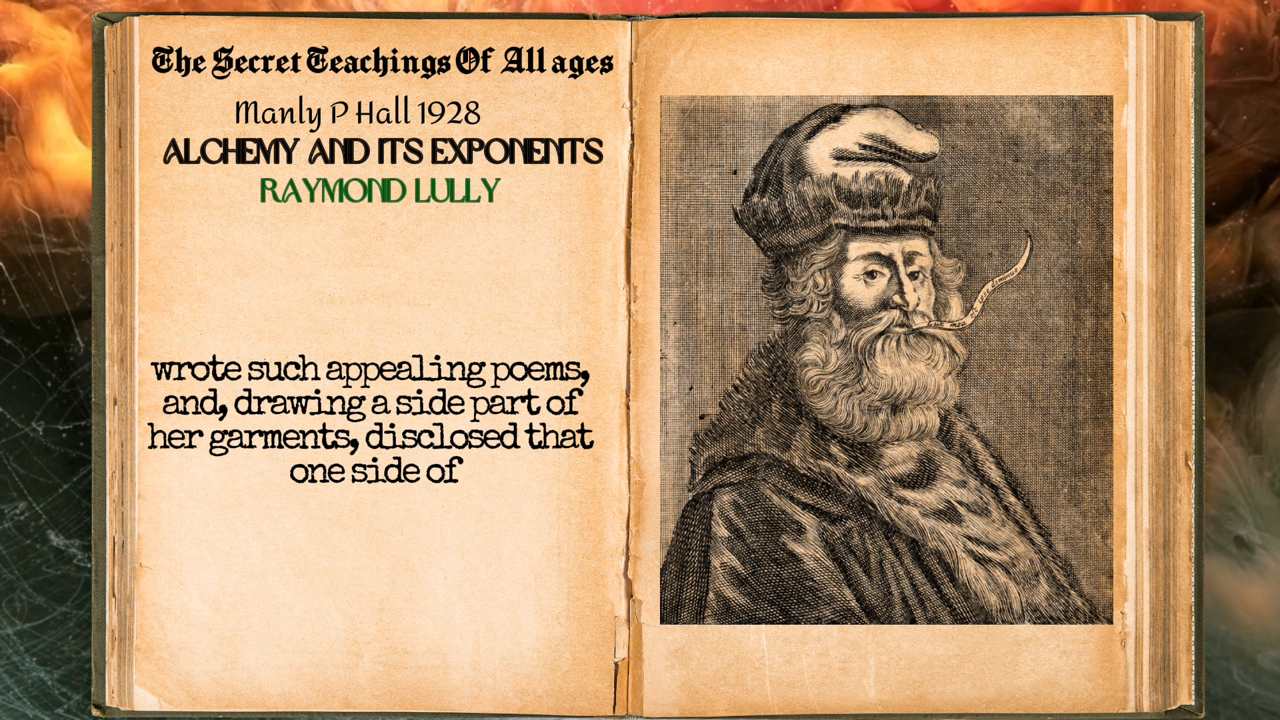 The Secret Teachings Of All ages
Manly P Hall 1928
ALCHEMY AND ITS EXPONENTS
RAYMOND LULLY
wrote such appealing poems,
and, drawing a side part of
her garments, disclosed that
one side of